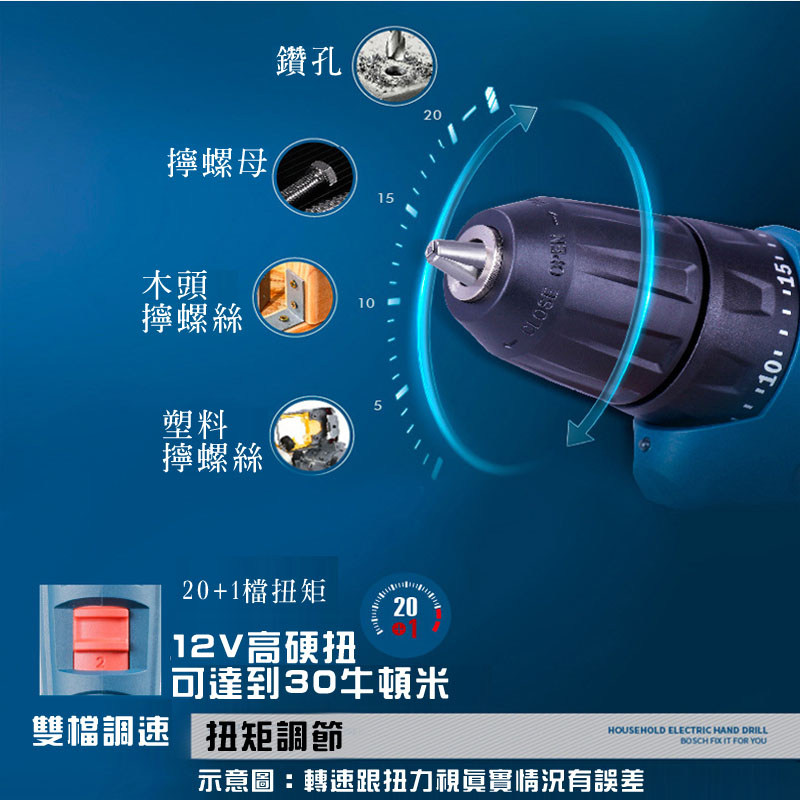 鑽孔
20
擰螺母
15
木頭
擰螺絲
10
塑料
擰螺絲
5
OPEN
CLOSE
15
10
20+1檔扭矩
20
+1
2
12V高硬扭
可達到30牛頓米
雙檔調速
扭矩調節
HOUSEHOLD ELECTRIC HAND DRILL
BOSCH FIX IT FOR YOU
示意圖：轉速跟扭力視真實情況有誤差